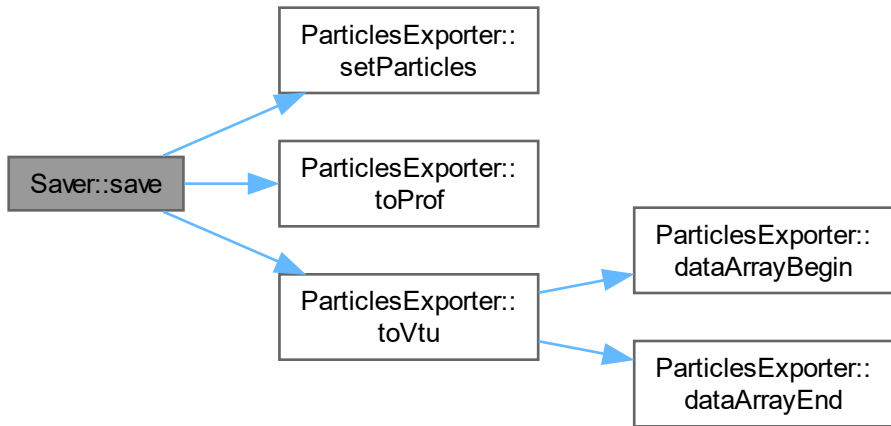 ParticlesExporter::
setParticles
Saver::save
ParticlesExporter::
toProf
ParticlesExporter::
toVtu
ParticlesExporter::
dataArrayBegin
ParticlesExporter::
dataArrayEnd